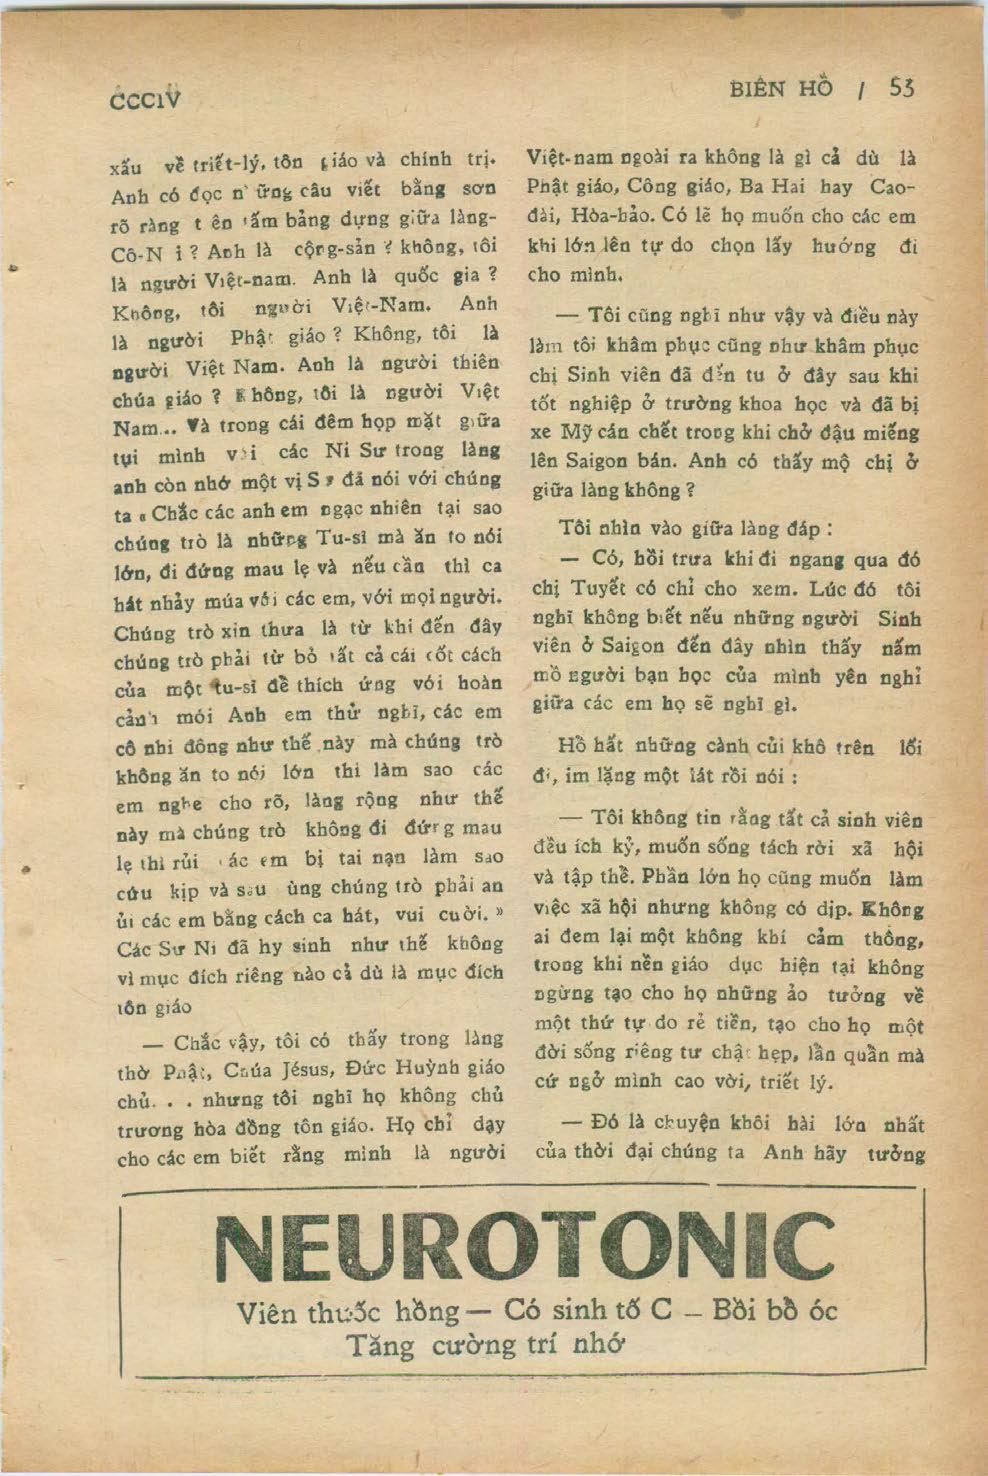 CCCIV
BIÊN HỒ / 53
xấu về triết-lý, tôn giáo và chính trị.
Anh có đọc những câu viết bằng sơn
rõ ràng trên tấm bảng dựng giữa làng-
Cô-N i ? Anh là cộng-sản ? không, tôi
là người Việt-nam. Anh là quốc gia ?
Không, tôi người Việt-Nam. Anh
là người Phật giáo ? Không, tôi là
người Việt Nam. Anh là người thiên
chúa giáo ? Không, tôi là người Việt
Nam... Và trong cái đêm họp mặt giữa
tụi mình với các Ni Sư trong làng
anh còn nhớ một vị Sư đã nói với chúng
ta « Chắc các anh em ngạc nhiên tại sao
chúng trò là những Tu-sĩ mà ăn to nói
lớn, đi đứng mau lẹ và nếu cần thì ca
hát nhảy múa với các em, với mọi người.
Chúng trò xin thưa là từ khi đến đây
chúng trò phải từ bỏ tất cả cái cốt cách
của một tu-sĩ để thích ứng với hoàn
cảnh mới Anh em thử nghĩ, các em
cô nhi đông như thế này mà chúng trò
không ăn to nói lớn thì làm sao các
em nghe cho rõ, làng rộng như thế
này mà chúng trò không đi đứng mau
lẹ thì rủi các em bị tai nạn làm sao
cứu kịp và sau ùng chúng trò phải an
ủi các em bằng cách ca hát, vui cười. »
Các Sư Ni đã hy sinh như thế không
vì mục đích riêng nào cả dù là mục đích
tôn giáo
— Chắc vậy, tôi có thấy trong làng
thờ Phật, Chúa Jésus, Đức Huỳnh giáo
chủ. . . nhưng tôi nghĩ họ không chủ
trương hòa đồng tôn giáo. Họ chỉ dạy
cho các em biết rằng mình là người
Việt-nam ngoài ra không là gì cả dù là
Phật giáo, Công giáo, Ba Hai hay Cao-
đài, Hòa-hảo. Có lẽ họ muốn cho các em
khi lớn lên tự do chọn lấy hướng đi
cho mình.
— Tôi cũng nghĩ như vậy và điều này
làm tôi khâm phục cũng như khâm phục
chị Sinh viên đã đến tu ở đây sau khi
tốt nghiệp ở trường khoa học và đã bị
xe Mỹ cán chết trong khi chở đậu miếng
lên Saigon bán. Anh có thấy mộ chị ở
giữa làng không ?
Tôi nhìn vào giữa làng đáp :
— Có, hồi trưa khi đi ngang qua đó
chị Tuyết có chỉ cho xem. Lúc đó tôi
nghĩ không biết nếu những người Sinh
viên ở Saigon đến đây nhìn thấy nấm
mồ người bạn học của mình yên nghỉ
giữa các em họ sẽ nghĩ gì.
Hồ hất những cành củi khô trên lối
đi, im lặng một lát rồi nói :
— Tôi không tin rằng tất cả sinh viên
đều ích kỷ, muốn sống tách rời xã hội
và tập thể. Phần lớn họ cũng muốn làm
việc xã hội nhưng không có dịp. Không
ai đem lại một không khí cảm thông,
trong khi nền giáo dục hiện tại không
ngừng tạo cho họ những ảo tưởng về
một thứ tự do rẻ tiền, tạo cho họ một
đời sống riêng tư chật hẹp, lần quần mà
cứ ngở mình cao vời, triết lý.
— Đó là chuyện khôi hài lớn nhất
của thời đại chúng ta Anh hãy tưởng
NEUROTONIC
Viên thuốc hồng — Có sinh tố C — Bồi bổ óc
Tăng cường trí nhớ